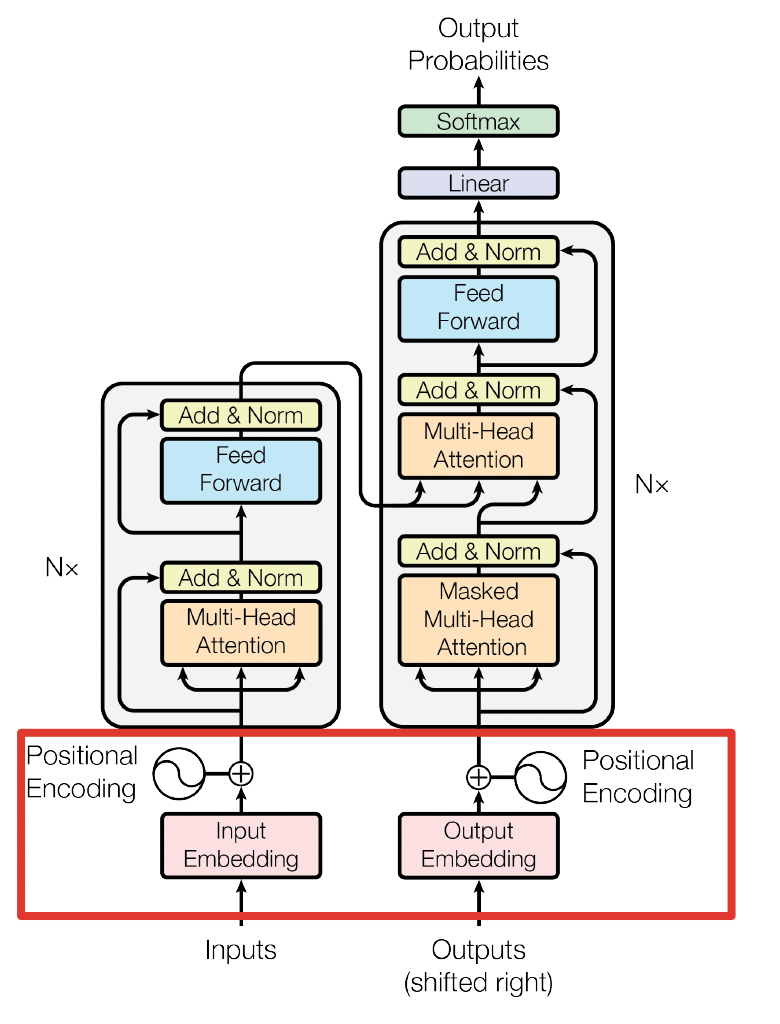 Output
Probabilities
Softmax
Linear
Add & Norm
Feed
Forward
Add & Norm
Multi-Head
Attention
Add & Norm
Masked
Multi-Head
Attention
Nx
Add & Norm
Feed
Forward
Add & Norm
Multi-Head
Attention
Nx
Positional
Encoding
Input
Embedding
Output
Embedding
Positional
Encoding
Inputs
Outputs
(shifted right)